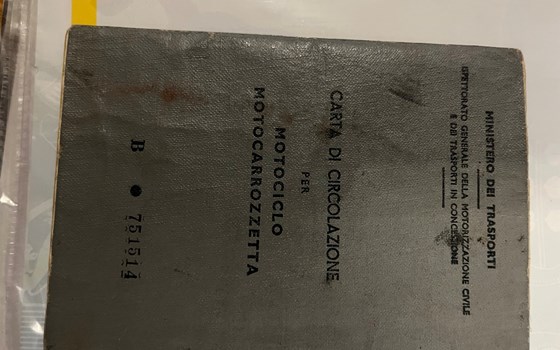 MINISTERO DEI TRASPORTI
ISPETTORATO GENERALE DELLA MOTORIZZAZIONE CIVILE
E DEI TRASPORTI IN CONCESSIONE
CARTA DI CIRCOLAZIONE
PER
MOTOCICLO
MOTOCARROZZETTA
B ● 751514